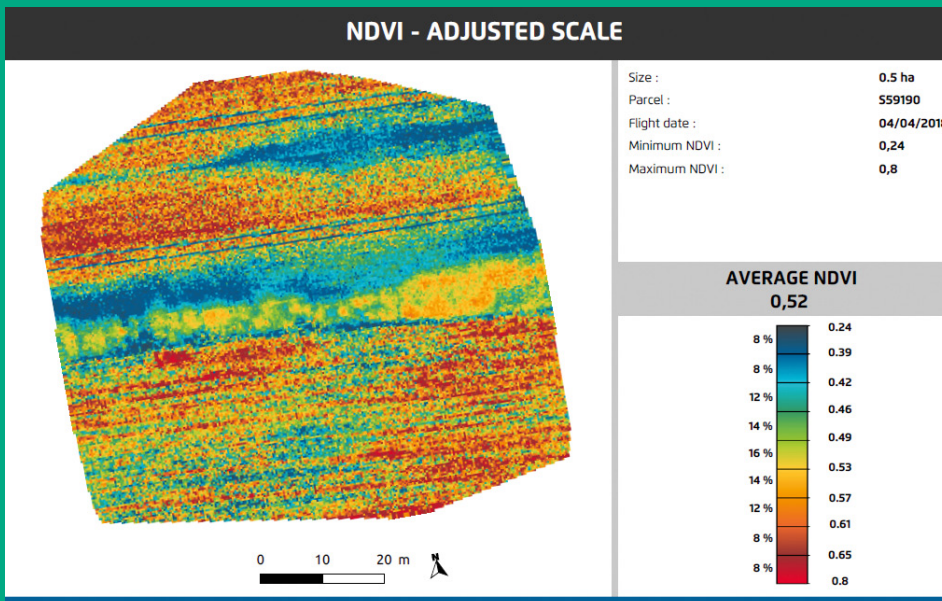 NDVI - ADJUSTED SCALE
Size : 0.5 ha
Parcel : S59190
Flight date : 04/04/2018
Minimum NDVI : 0,24
Maximum NDVI : 0,8
AVERAGE NDVI
0,52
0.24
8 %
0.39
8 %
0.42
12 %
0.46
14 %
0.49
16 %
0.53
14 %
0.57
12 %
0.61
8 %
0.65
8 %
0.8
0 10 20 m
N